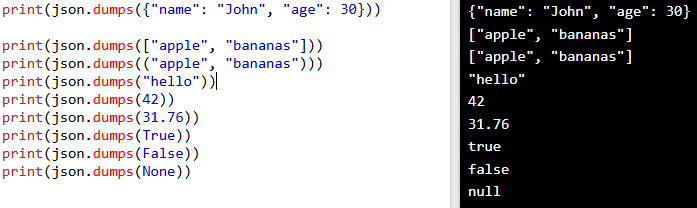 print(json.dumps({"name": "John", "age": 30}))
print(json.dumps(["apple", "bananas"]))
print(json.dumps(("apple", "bananas")))
print(json.dumps("hello"))
print(json.dumps(42))
print(json.dumps(31.76))
print(json.dumps(True))
print(json.dumps(False))
print(json.dumps(None))
{"name": "John", "age": 30}
["apple", "bananas"]
["apple", "bananas"]
"hello"
42
31.76
true
false
null